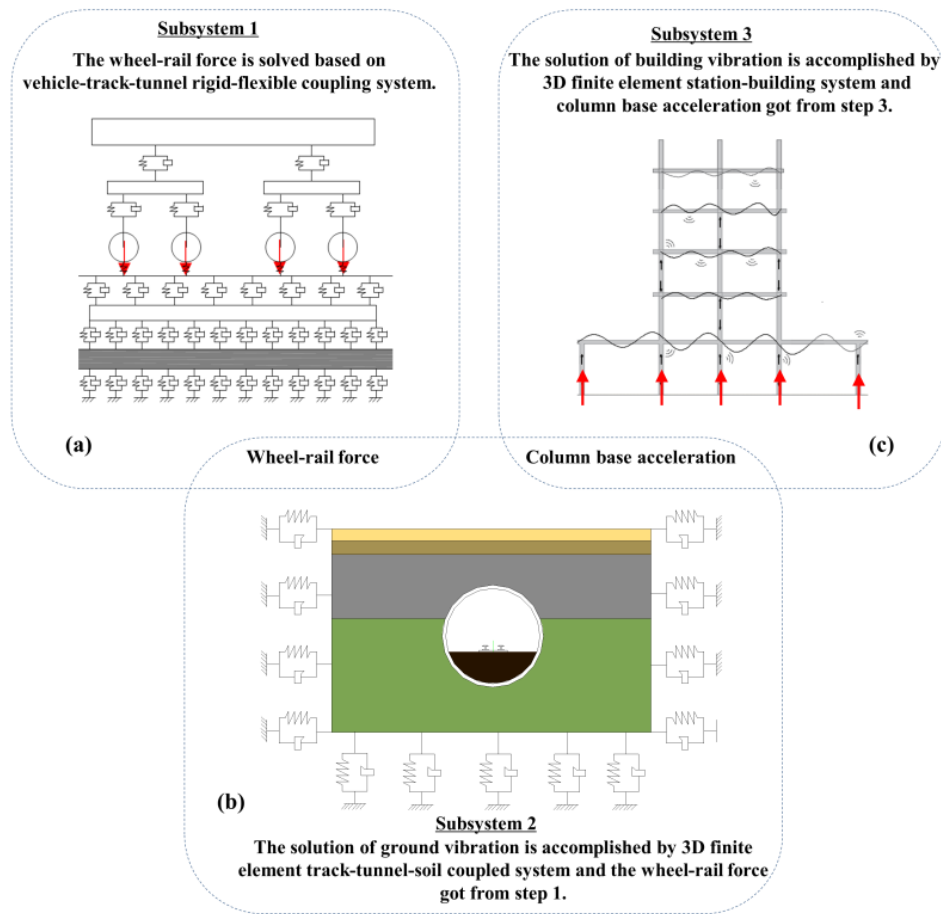 Subsystem 1
The wheel-rail force is solved based on
vehicle-track-tunnel rigid-flexible coupling system.
(a)
Subsystem 3
The solution of building vibration is accomplished by
3D finite element station-building system and
column base acceleration got from step 3.
(c)
Wheel-rail force
Column base acceleration
(b)
Subsystem 2
The solution of ground vibration is accomplished by 3D finite
element track-tunnel-soil coupled system and the wheel-rail force
got from step 1.